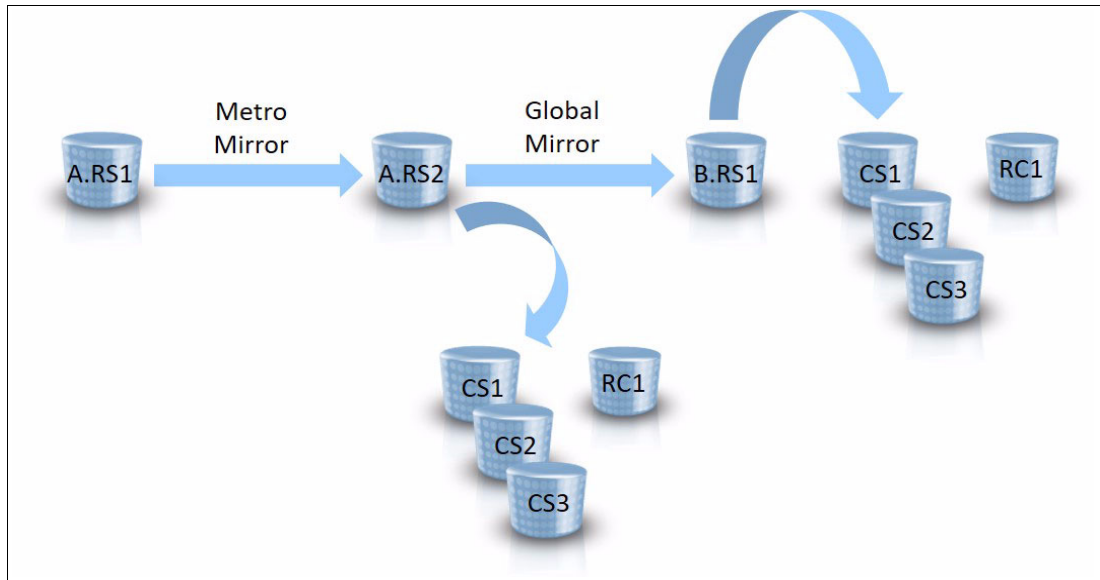 Metro
Mirror
Global
Mirror
A.RS1
A.RS2
B.RS1
CS1
RC1
CS2
CS3
CS1
RC1
CS2
CS3